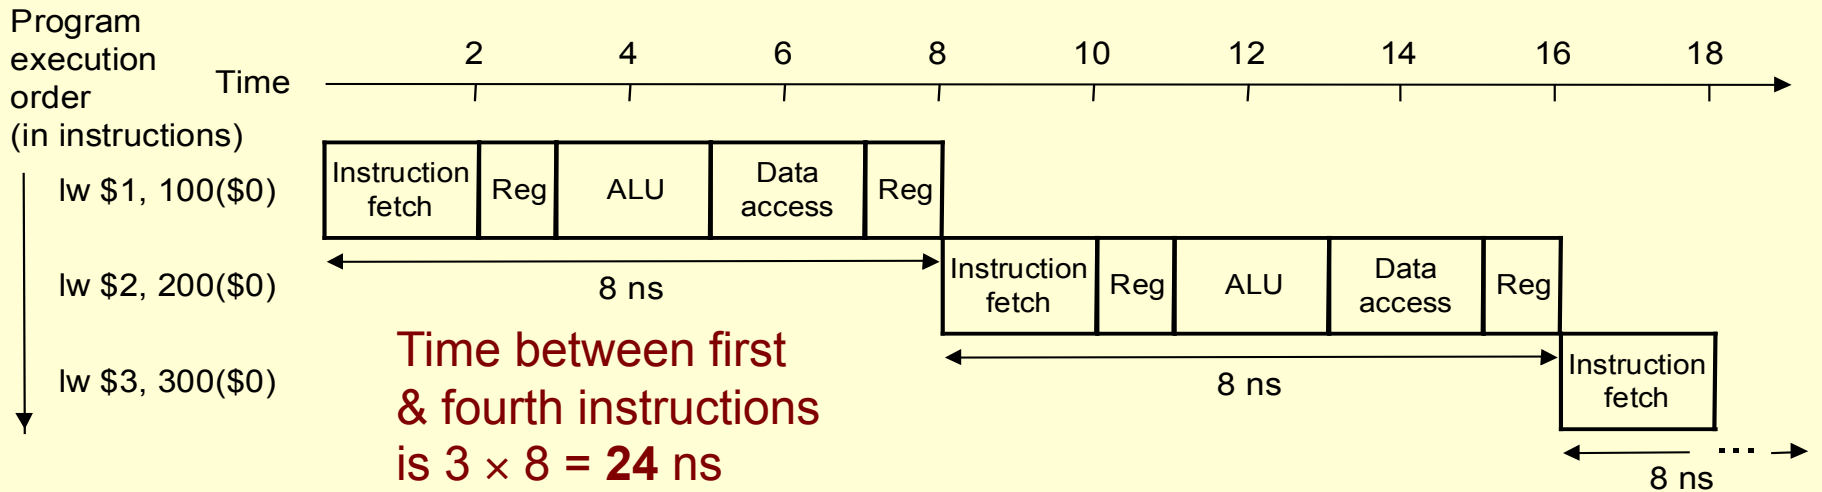 Program
execution
order
(in instructions)
Time
2 4 6 8 10 12 14 16 18
lw $1, 100($0)
Instruction
fetch
Reg
ALU
Data
access
Reg
8 ns
lw $2, 200($0)
Instruction
fetch
Reg
ALU
Data
access
Reg
8 ns
lw $3, 300($0)
Instruction
fetch
...
8 ns
Time between first
& fourth instructions
is 3 × 8 = 24 ns